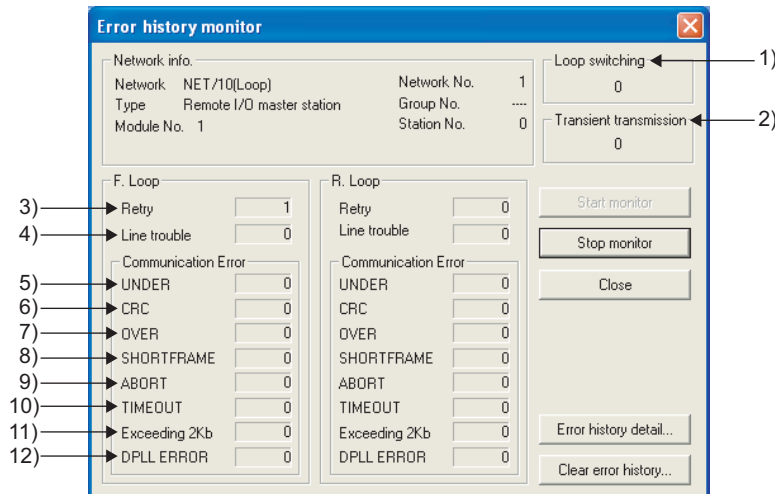 Error history monitor
Network info.
Network NET/10(Loop) Network No. 1
Type Remote I/O master station Group No. ----
Module No. 1 Station No. 0
Loop switching 1)
0
Transient transmission 2)
0
F. Loop
3) Retry 1
4) Line trouble 0
Communication Error
5) UNDER 0
6) CRC 0
7) OVER 0
8) SHORTFRAME 0
9) ABORT 0
10) TIMEOUT 0
11) Exceeding 2Kb 0
12) DPLL ERROR 0
R. Loop
Retry 0
Line trouble 0
Communication Error
UNDER 0
CRC 0
OVER 0
SHORTFRAME 0
ABORT 0
TIMEOUT 0
Exceeding 2Kb 0
DPLL ERROR 0
Start monitor
Stop monitor
Close
Error history detail...
Clear error history...